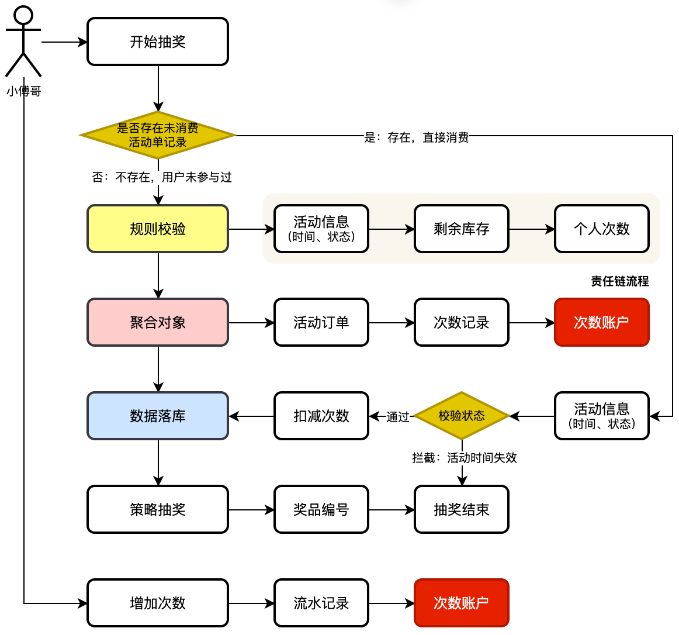 开始抽奖
小傅哥
是否存在未消费
活动单记录
是：存在，直接消费
否：不存在，用户未参与过
规则校验
活动信息
(时间、状态)
剩余库存
个人次数
责任链流程
聚合对象
活动订单
次数记录
次数账户
数据落库
扣减次数
通过
校验状态
活动信息
(时间、状态)
拦截：活动时间失效
策略抽奖
奖品编号
抽奖结束
增加次数
流水记录
次数账户